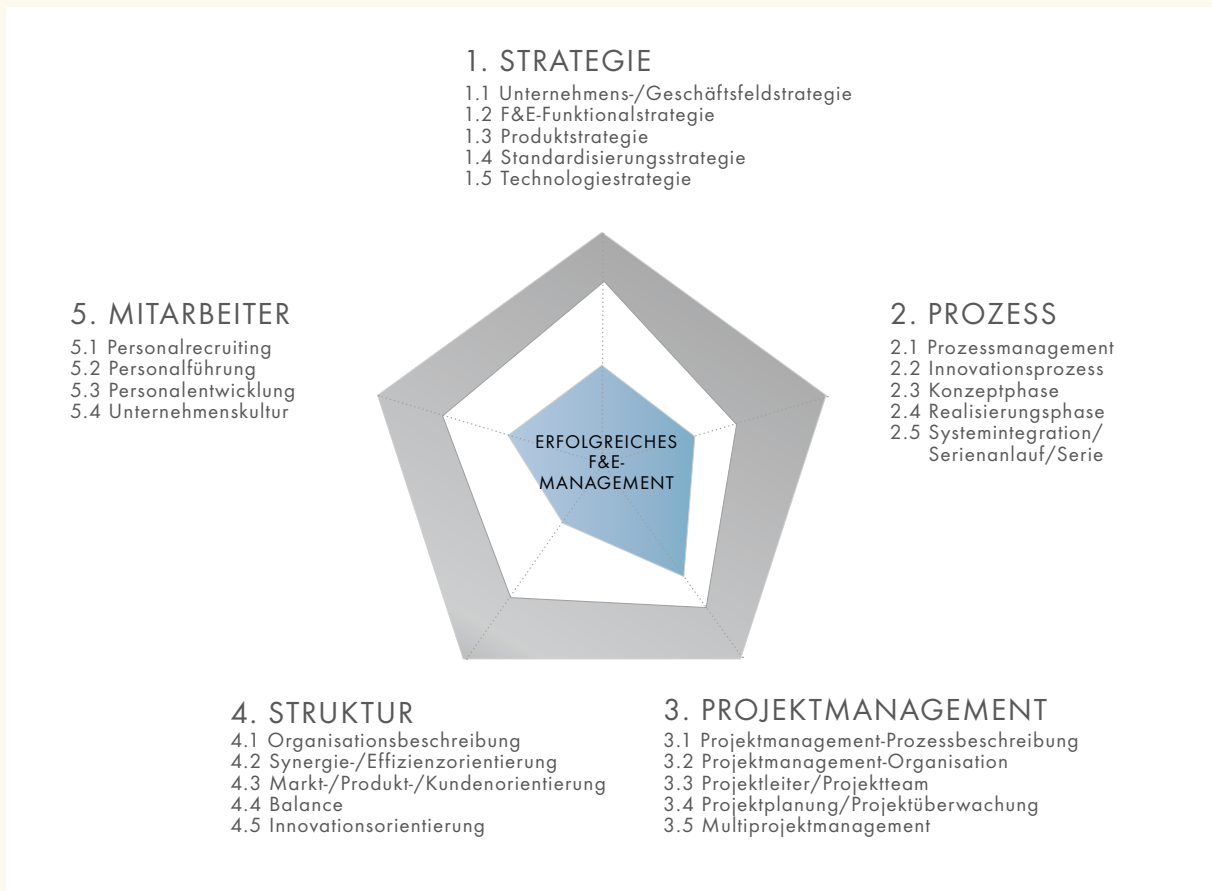 1. STRATEGIE
1.1 Unternehmens-/Geschäftsfeldstrategie
1.2 F&E-Funktionalstrategie
1.3 Produktstrategie
1.4 Standardisierungsstrategie
1.5 Technologiestrategie
5. MITARBEITER
5.1 Personalrecruiting
5.2 Personalführung
5.3 Personalentwicklung
5.4 Unternehmenskultur
2. PROZESS
2.1 Prozessmanagement
2.2 Innovationsprozess
2.3 Konzeptphase
2.4 Realisierungsphase
2.5 Systemintegration/
Serienanlauf/Serie
ERFOLGREICHES
F&E-
MANAGEMENT
4. STRUKTUR
4.1 Organisationsbeschreibung
4.2 Synergie-/Effizienzorientierung
4.3 Markt-/Produkt-/Kundenorientierung
4.4 Balance
4.5 Innovationsorientierung
3. PROJEKTMANAGEMENT
3.1 Projektmanagement-Prozessbeschreibung
3.2 Projektmanagement-Organisation
3.3 Projektleiter/Projektteam
3.4 Projektplanung/Projektüberwachung
3.5 Multiprojektmanagement